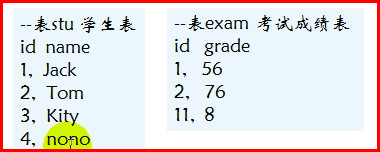 --表stu 学生表
id name
1, Jack
2, Tom
3, Kity
4, nono
--表exam 考试成绩表
id grade
1, 56
2, 76
11, 8